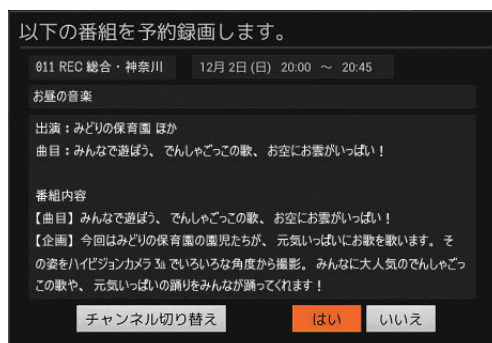 以下の番組を予約録画します。
011 REC 総合・神奈川 12月 2日 (日) 20:00 ～ 20:45
お昼の音楽
出演：みどりの保育園 ほか
曲目：みんなで遊ぼう、でんしゃごっこの歌、お空にお雲がいっぱい！
番組内容
【曲目】みんなで遊ぼう、でんしゃごっこの歌、お空にお雲がいっぱい！
【企画】今回はみどりの保育園の園児たちが、元気いっぱいにお歌を歌います。そ
の姿をハイビジョンカメラ3台でいろいろな角度から撮影。みんなに大人気のでんしゃごっ
この歌や、元気いっぱいの踊りをみんなが踊ってくれます！
チャンネル切り替え はい いいえ